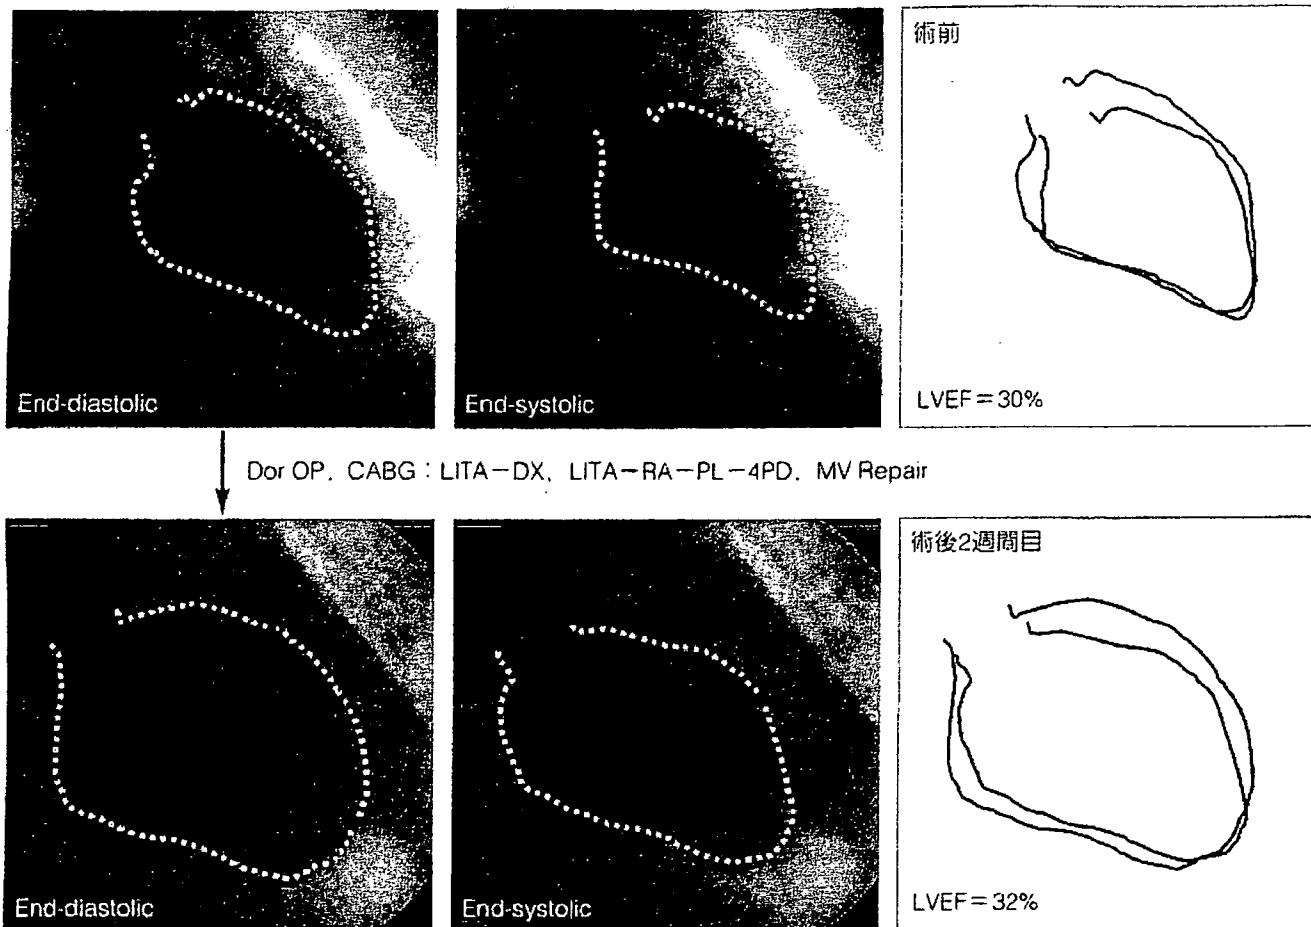 術前
End-diastolic
End-systolic
LVEF=30%
Dor OP. CABG:LITA-DX, LITA-RA-PL-4PD. MV Repair
術後2週間目
End-diastolic
End-systolic
LVEF=32%